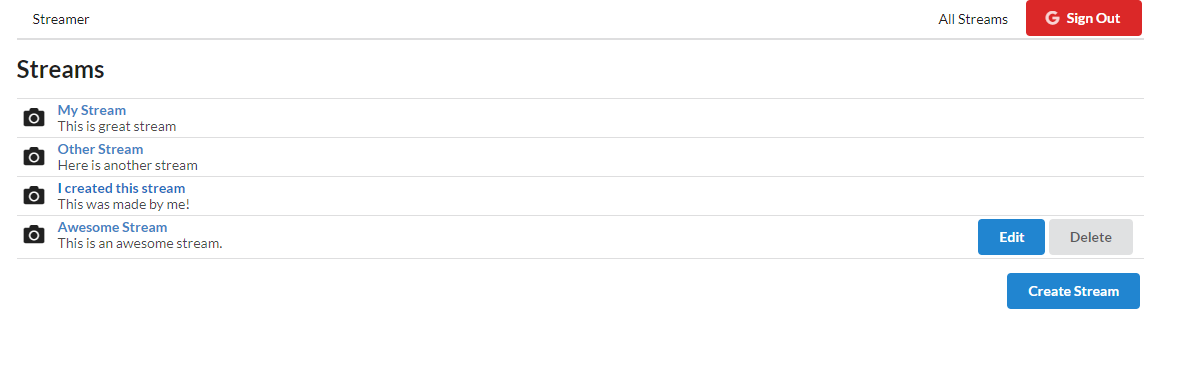 Streamer
All Streams
Sign Out
Streams
My Stream
This is great stream
Other Stream
Here is another stream
I created this stream
This was made by me!
Awesome Stream
This is an awesome stream.
Edit
Delete
Create Stream